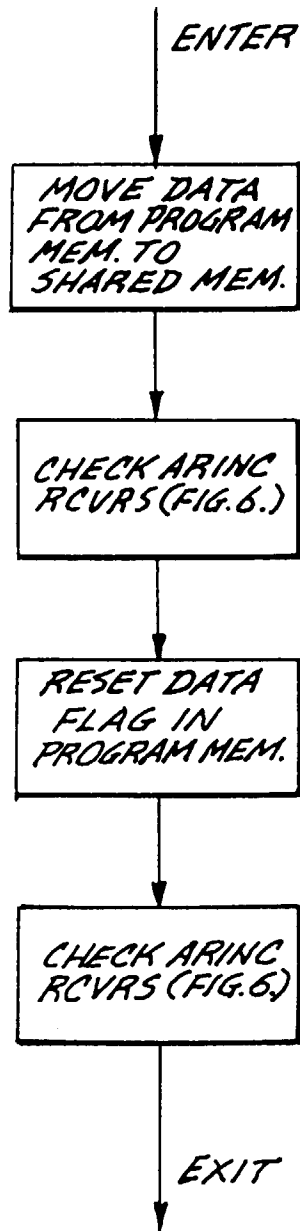 ENTER
MOVE DATA
FROM PROGRAM
MEM. TO
SHARED MEM.
CHECK ARINC
RCVRS (FIG.6.)
RESET DATA
FLAG IN
PROGRAM MEM.
CHECK ARINC
RCVRS (FIG.6.)
EXIT